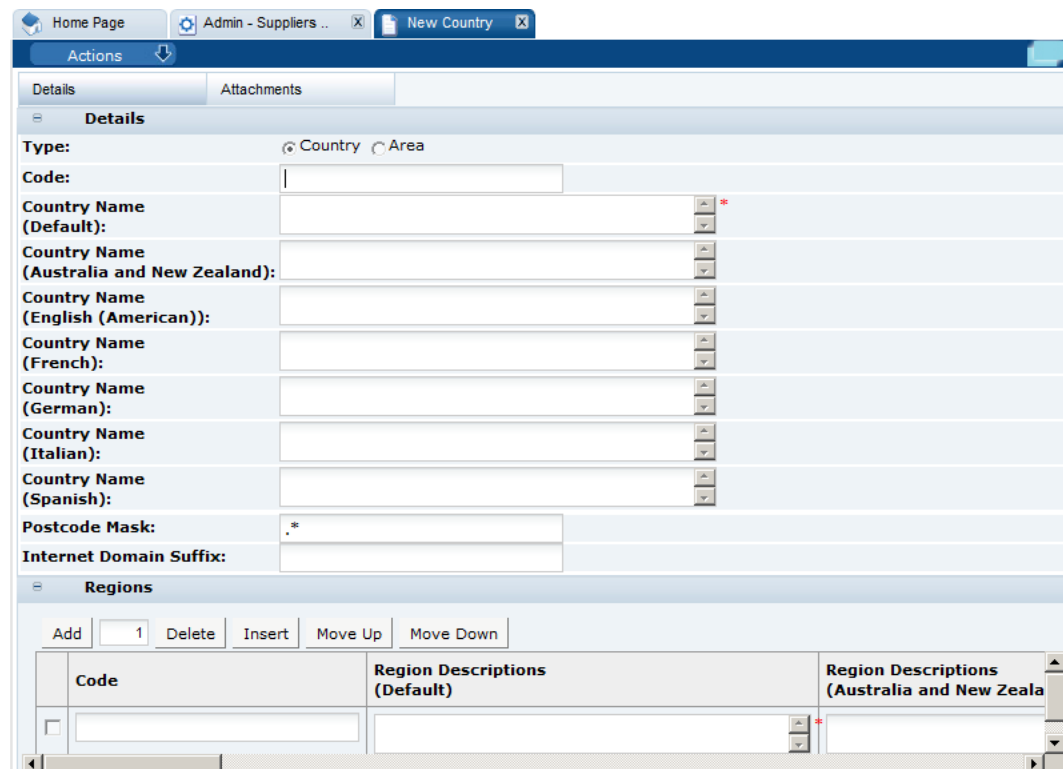 Home Page Admin - Suppliers .. X New Country X
Actions
Details Attachments
Details
Type: Country Area
Code:
Country Name
(Default): *
Country Name
(Australia and New Zealand):
Country Name
(English (American)):
Country Name
(French):
Country Name
(German):
Country Name
(Italian):
Country Name
(Spanish):
Postcode Mask: .*
Internet Domain Suffix:
Regions
Add 1 Delete Insert Move Up Move Down
Code
Region Descriptions
(Default)
Region Descriptions
(Australia and New Zeala
*